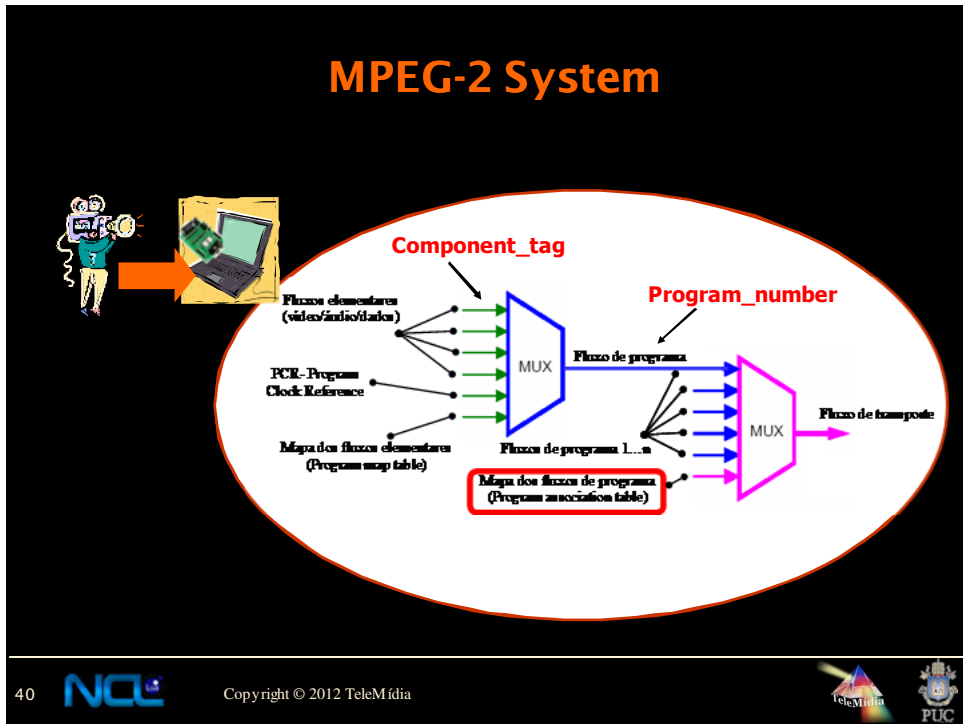 MPEG-2 System
Component_tag
Program_number
Fluxos elementares
(vídeo/áudio/dados)
MUX
Fluxo de programa
PCR- Program
Clock Reference
Fluxo de transporte
MUX
Mapa dos fluxos elementares
(Program map table)
Fluxos de programa 1...n
Mapa dos fluxos de programa
(Program association table)
40
NCL
Copyright © 2012 TeleMídia
TeleMídia
PUC